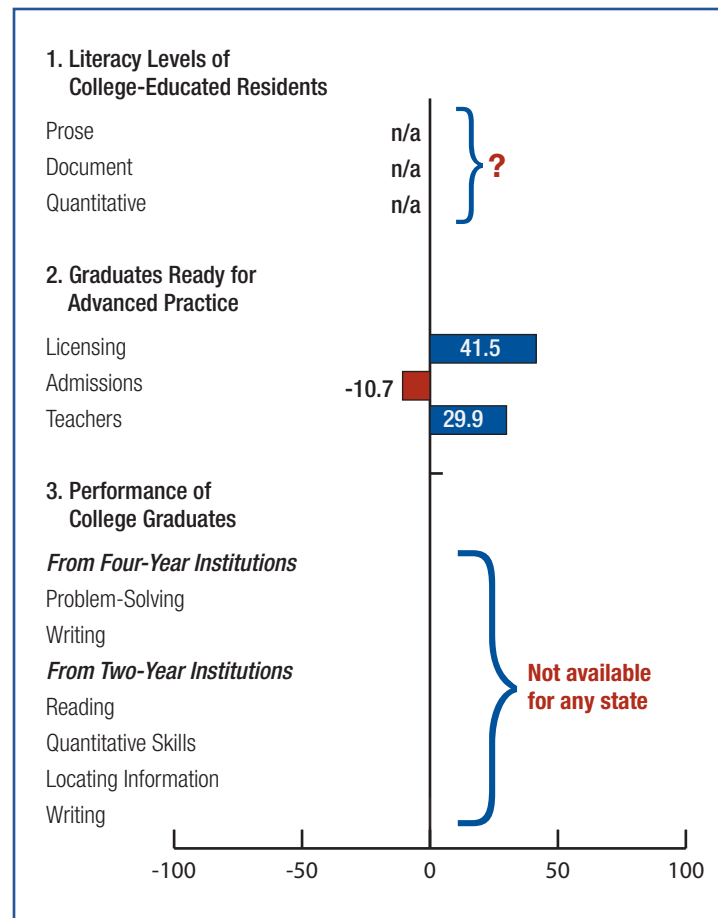 1. Literacy Levels of
College-Educated Residents
Prose n/a
Document n/a
Quantitative n/a
?
2. Graduates Ready for
Advanced Practice
Licensing 41.5
Admissions -10.7
Teachers 29.9
3. Performance of
College Graduates
From Four-Year Institutions
Problem-Solving
Writing
From Two-Year Institutions
Reading
Quantitative Skills
Locating Information
Writing
Not available
for any state
-100 -50 0 50 100